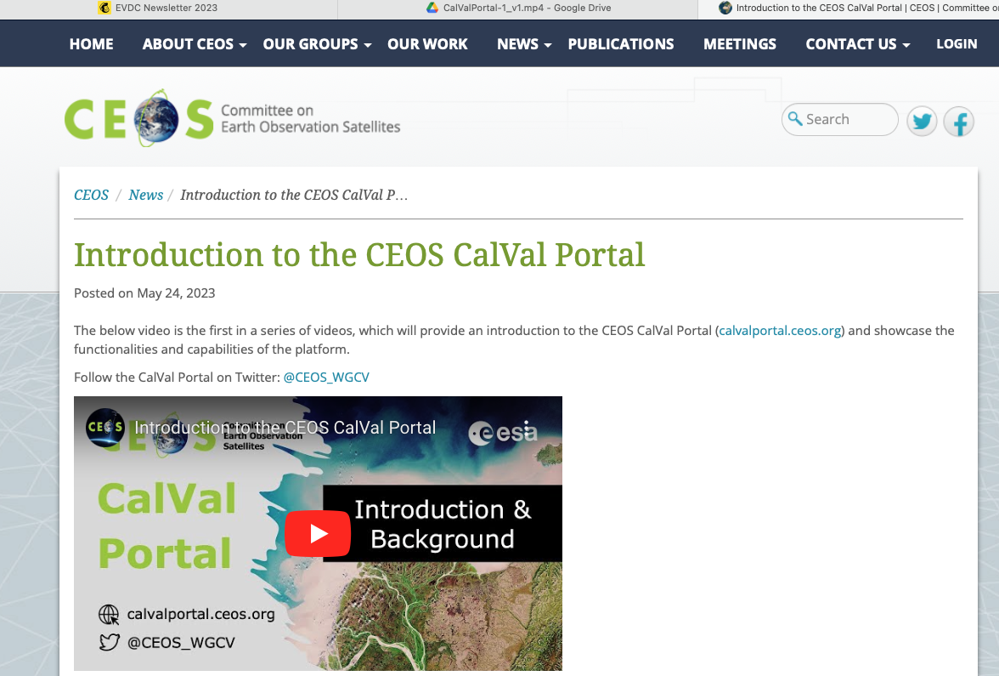 EVDC Newsletter 2023
CalValPortal-1_v1.mp4 - Google Drive
Introduction to the CEOS CalVal Portal | CEOS | Committee o
HOME
ABOUT CEOS
OUR GROUPS
OUR WORK
NEWS
PUBLICATIONS
MEETINGS
CONTACT US
LOGIN
CEOS
Committee on
Earth Observation Satellites
Search
CEOS / News / Introduction to the CEOS CalVal P…
Introduction to the CEOS CalVal Portal
Posted on May 24, 2023
The below video is the first in a series of videos, which will provide an introduction to the CEOS CalVal Portal (calvalportal.ceos.org) and showcase the
functionalities and capabilities of the platform.
Follow the CalVal Portal on Twitter: @CEOS_WGCV
CEOS
Introduction to the CEOS CalVal Portal
CEOS
Committee on
Earth Observation
Satellites
esa
CalVal
Portal
Introduction &
Background
calvalportal.ceos.org
@CEOS_WGCV